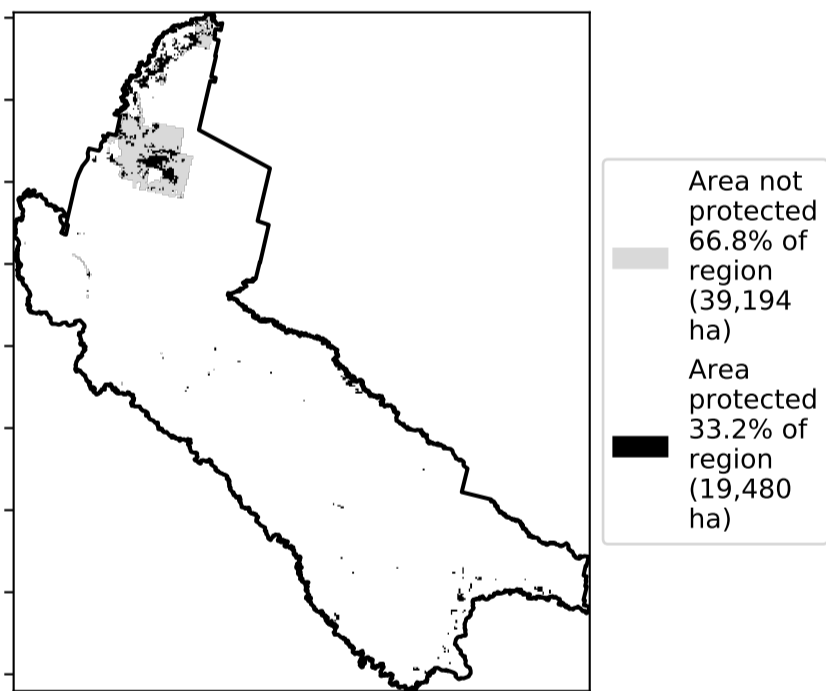 Area not
protected
66.8% of
region
(39,194
ha)
Area
protected
33.2% of
region
(19,480
ha)